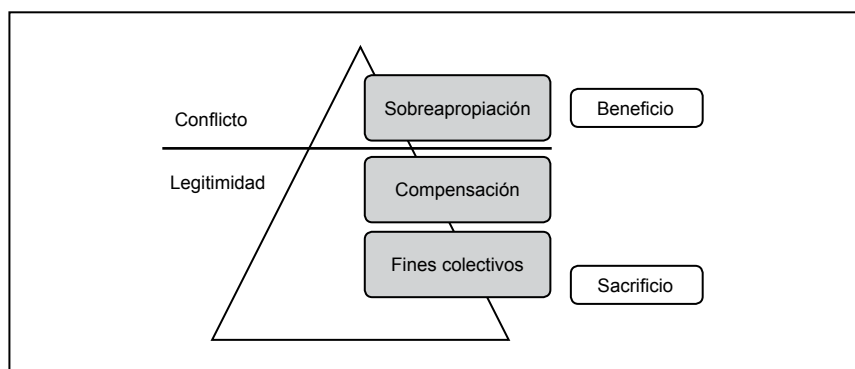 Sobreapropiación
Beneficio
Conflicto
Legitimidad
Compensación
Fines colectivos
Sacrificio